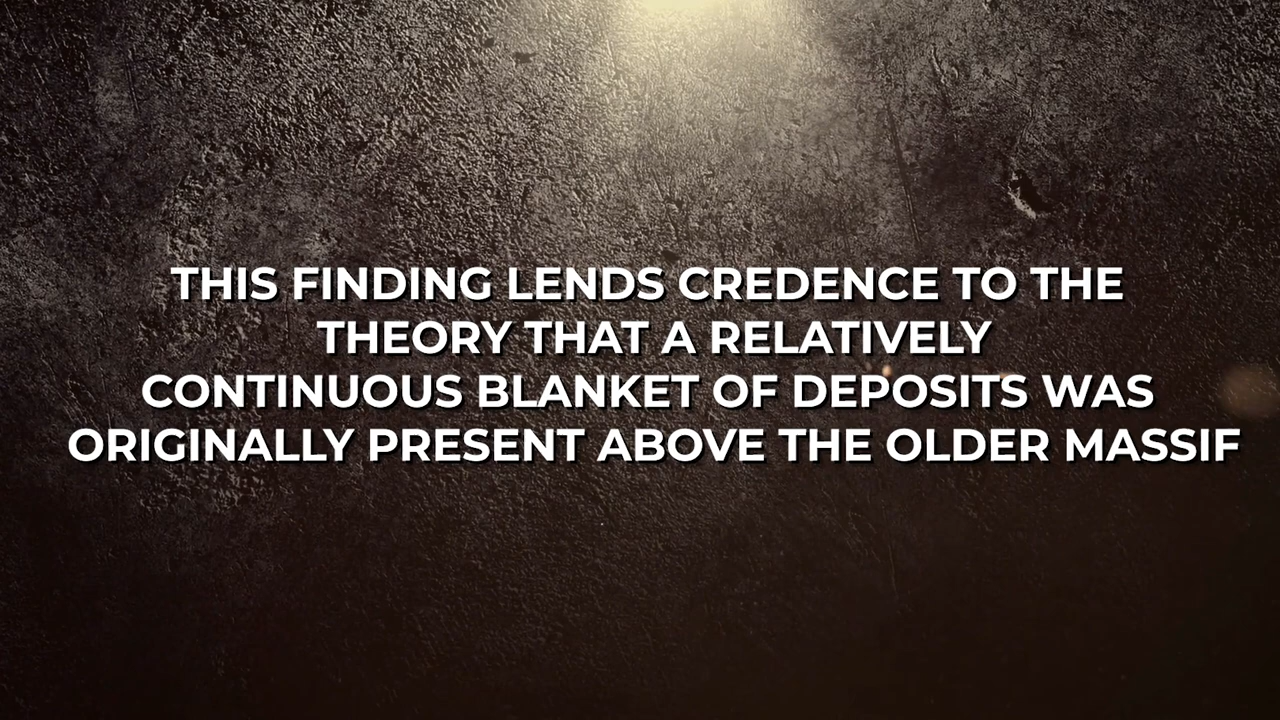 THIS FINDING LENDS CREDENCE TO THE
THEORY THAT A RELATIVELY
CONTINUOUS BLANKET OF DEPOSITS WAS
ORIGINALLY PRESENT ABOVE THE OLDER MASSIF